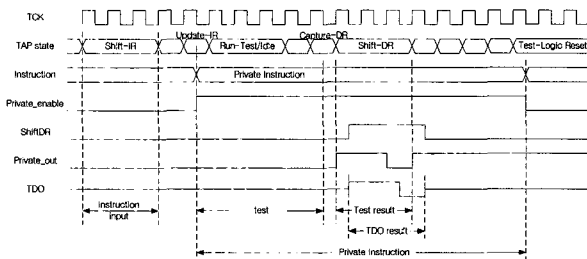 TCK
Update-IR Capture-DR
TAP state Shift-IR Run-Test/Idle Shift-DR Test-Logic Reset
Instruction Private Instruction
Private_enable
ShiftDR
Private_out
TDO
instruction
input
test
Test result
TDO result
Private Instruction